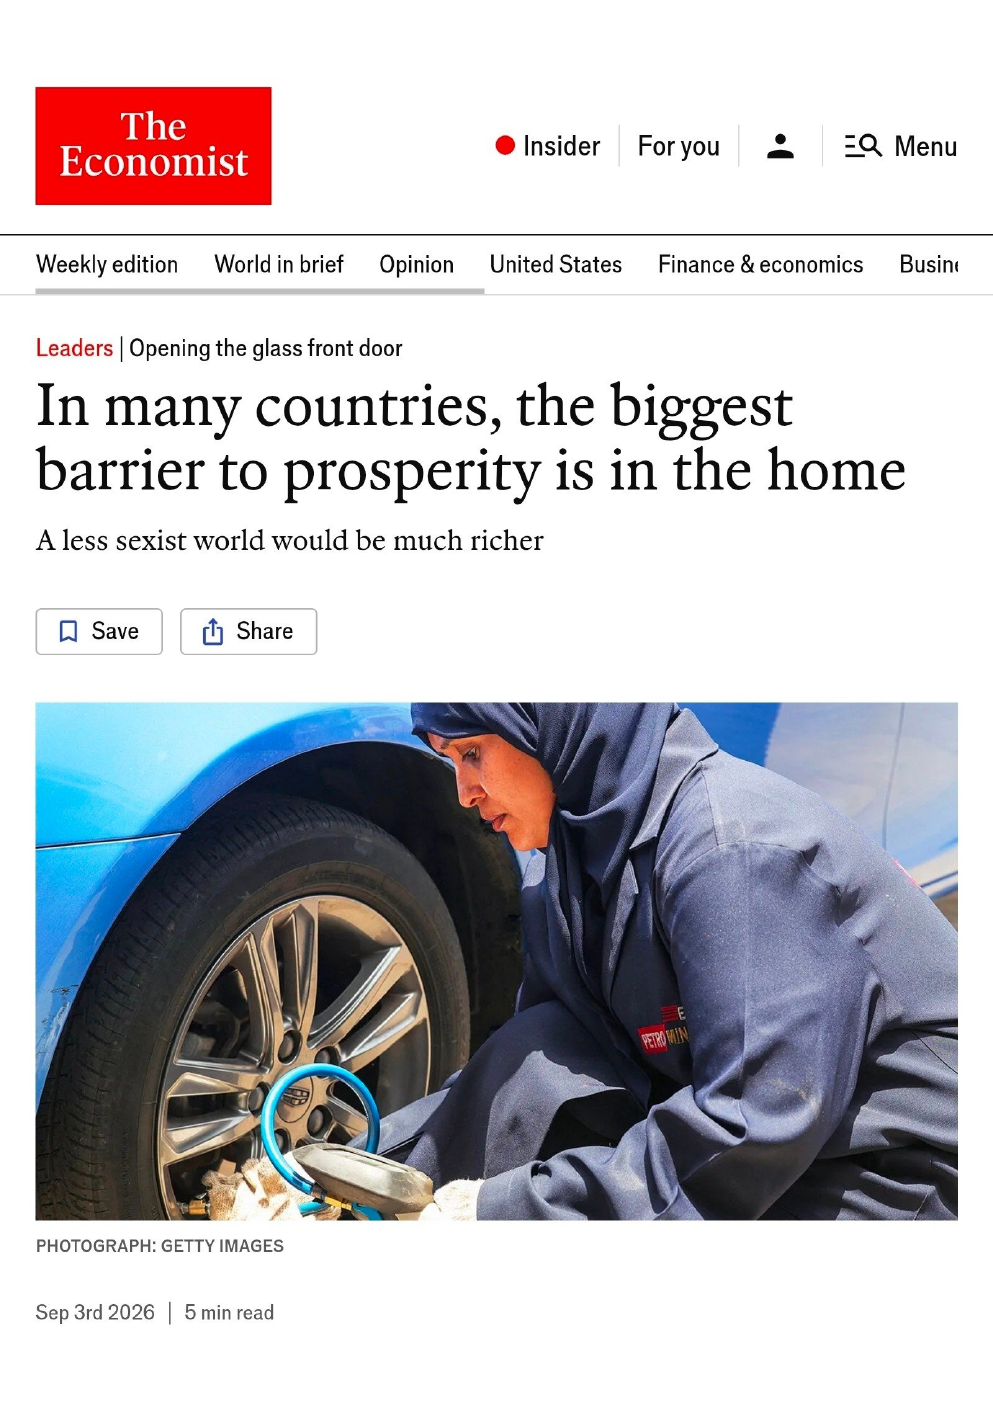 The
Economist
Insider
For you
Menu
Weekly edition
World in brief
Opinion
United States
Finance & economics
Busine
Leaders | Opening the glass front door
In many countries, the biggest
barrier to prosperity is in the home
A less sexist world would be much richer
Save
Share
E
PETROMIN
PHOTOGRAPH: GETTY IMAGES
Sep 3rd 2026 | 5 min read